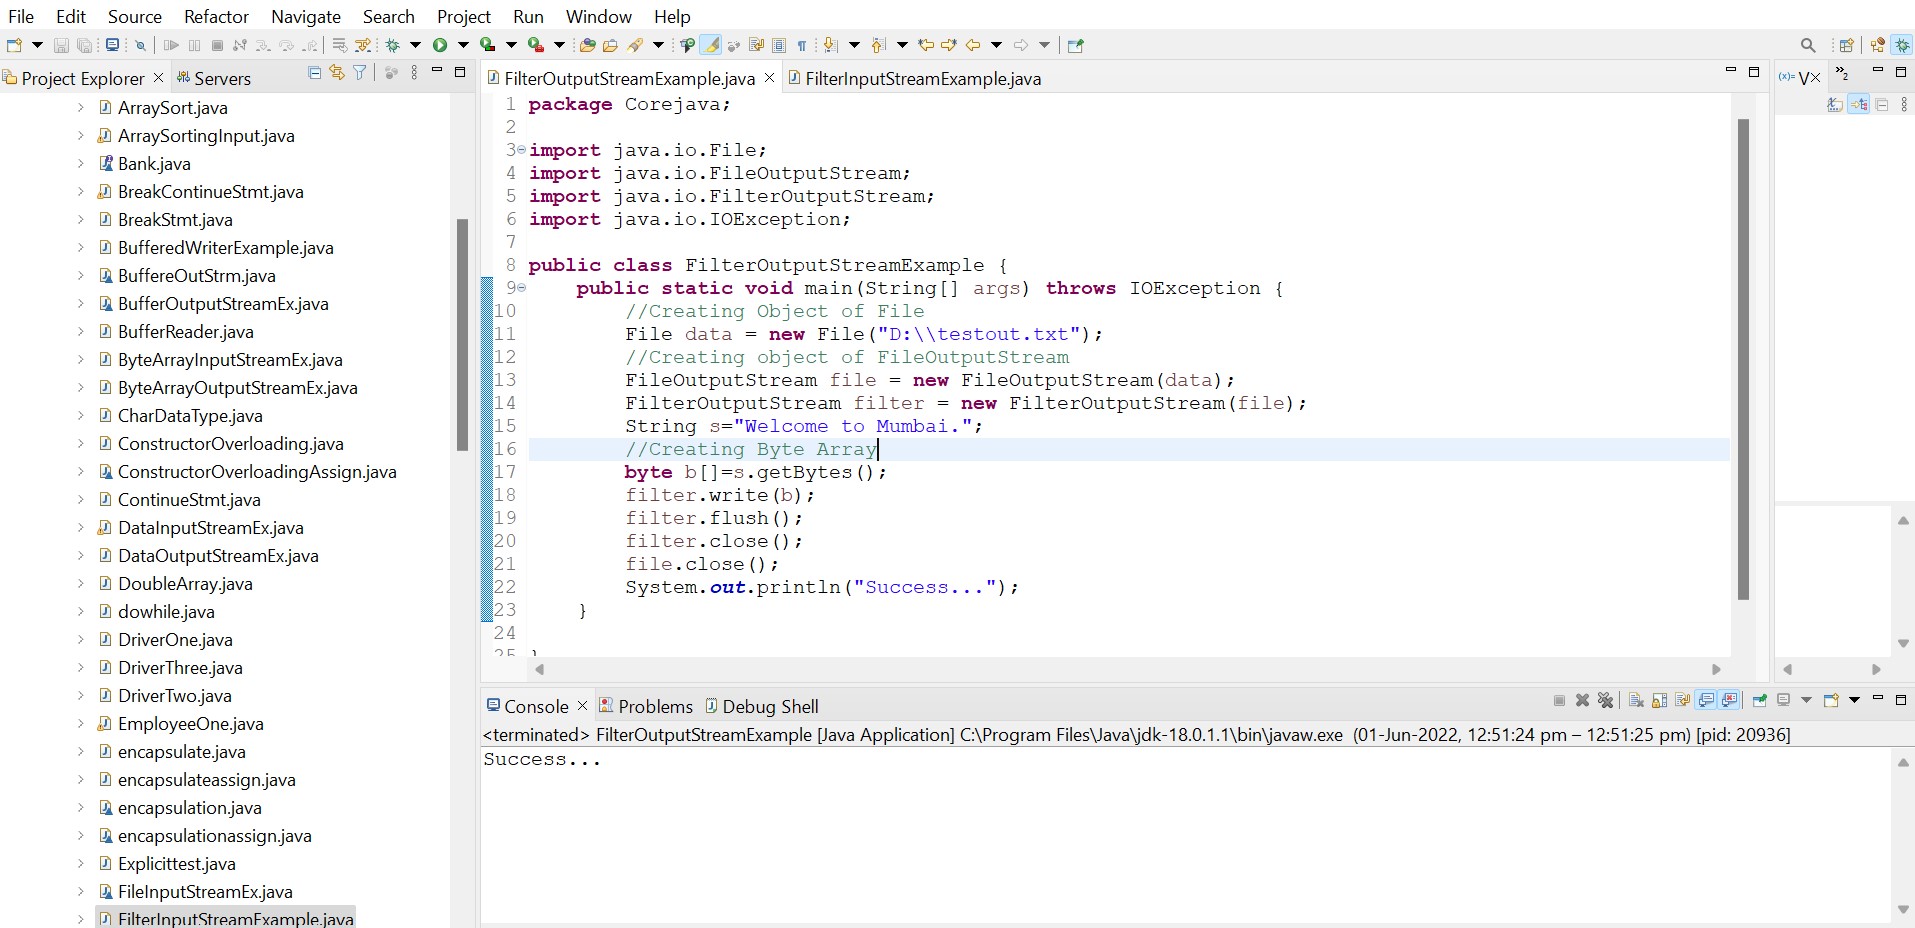 File Edit Source Refactor Navigate Search Project Run Window Help
Project Explorer
Servers
ArraySort.java
ArraySortingInput.java
Bank.java
BreakContinueStmt.java
BreakStmt.java
BufferedWriterExample.java
BuffereOutStrm.java
BufferOutputStreamEx.java
BufferReader.java
ByteArrayInputStreamEx.java
ByteArrayOutputStreamEx.java
CharDataType.java
ConstructorOverloading.java
ConstructorOverloadingAssign.java
ContinueStmt.java
DataInputStreamEx.java
DataOutputStreamEx.java
DoubleArray.java
dowhile.java
DriverOne.java
DriverThree.java
DriverTwo.java
EmployeeOne.java
encapsulate.java
encapsulateassign.java
encapsulation.java
encapsulationassign.java
Explicittest.java
FileInputStreamEx.java
FilterInputStreamExample.java
FilterOutputStreamExample.java
FilterInputStreamExample.java
1 package Corejava;
2
3 import java.io.File;
4 import java.io.FileOutputStream;
5 import java.io.FilterOutputStream;
6 import java.io.IOException;
7
8 public class FilterOutputStreamExample {
9 public static void main(String[] args) throws IOException {
10 //Creating Object of File
11 File data = new File("D:\\testout.txt");
12 //Creating object of FileOutputStream
13 FileOutputStream file = new FileOutputStream(data);
14 FilterOutputStream filter = new FilterOutputStream(file);
15 String s="Welcome to Mumbai.";
16 //Creating Byte Array
17 byte b[]=s.getBytes();
18 filter.write(b);
19 filter.flush();
20 filter.close();
21 file.close();
22 System.out.println("Success...");
23 }
24
25 }
(x)= V
»2
Console
Problems
Debug Shell
<terminated> FilterOutputStreamExample [Java Application] C:\Program Files\Java\jdk-18.0.1.1\bin\javaw.exe (01-Jun-2022, 12:51:24 pm – 12:51:25 pm) [pid: 20936]
Success...